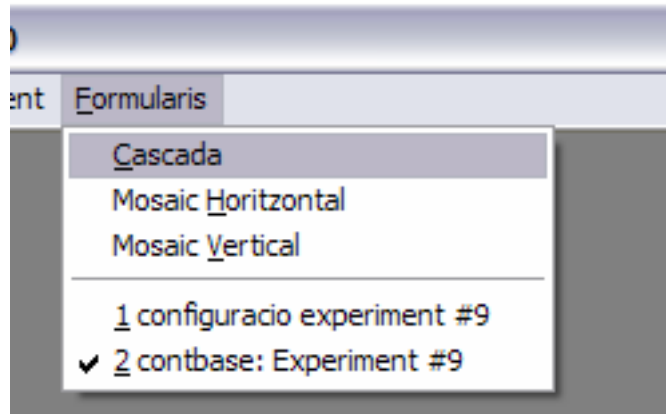 ent Formularis
Cascada
Mosaic Horitzontal
Mosaic Vertical
1 configuracio experiment #9
2 contbase: Experiment #9